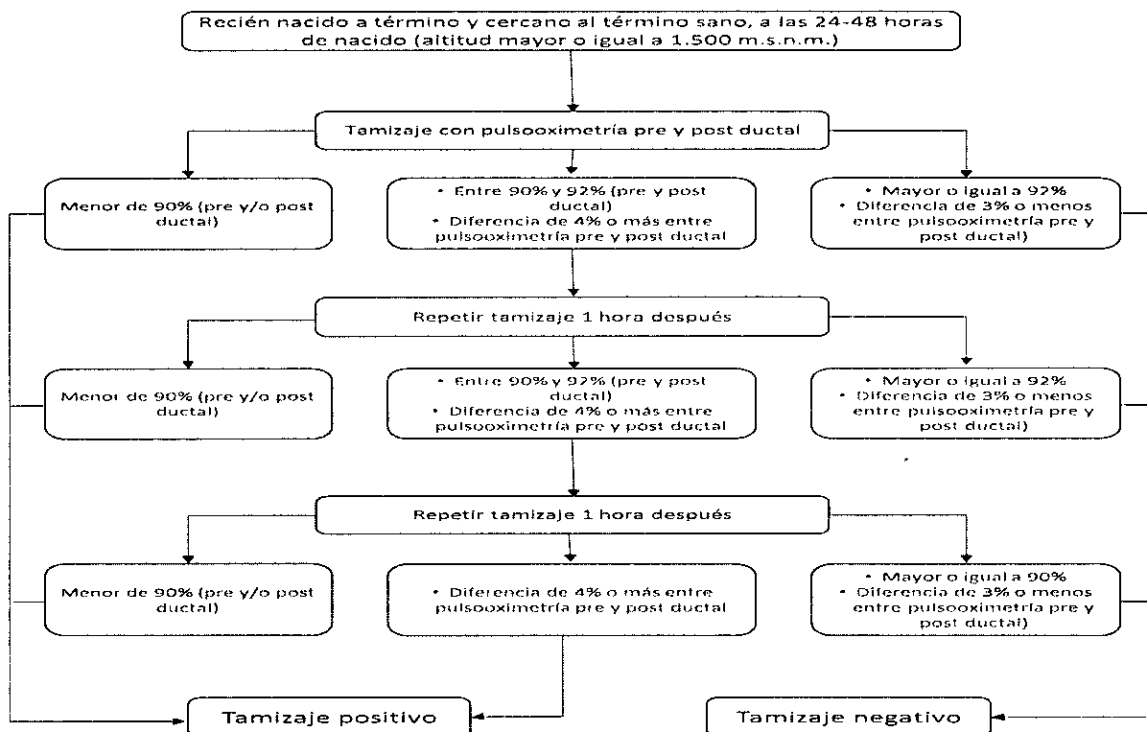 Recién nacido a término y cercano al término sano, a las 24-48 horas
de nacido (altitud mayor o igual a 1.500 m.s.n.m.)
Tamizaje con pulsooximetría pre y post ductal
Menor de 90% (pre y/o post
ductal)
• Entre 90% y 92% (pre y post
ductal)
• Diferencia de 4% o más entre
pulsooximetría pre y post ductal
• Mayor o igual a 92%
• Diferencia de 3% o menos
entre pulsooximetría pre y
post ductal)
Repetir tamizaje 1 hora después
Menor de 90% (pre y/o post
ductal)
• Entre 90% y 92% (pre y post
ductal)
• Diferencia de 4% o más entre
pulsooximetría pre y post ductal
• Mayor o igual a 92%
• Diferencia de 3% o menos
entre pulsooximetría pre y
post ductal)
Repetir tamizaje 1 hora después
Menor de 90% (pre y/o post
ductal)
• Diferencia de 4% o más entre
pulsooximetría pre y post ductal
• Mayor o igual a 90%
• Diferencia de 3% o menos
entre pulsooximetría pre y
post ductal)
Tamizaje positivo
Tamizaje negativo